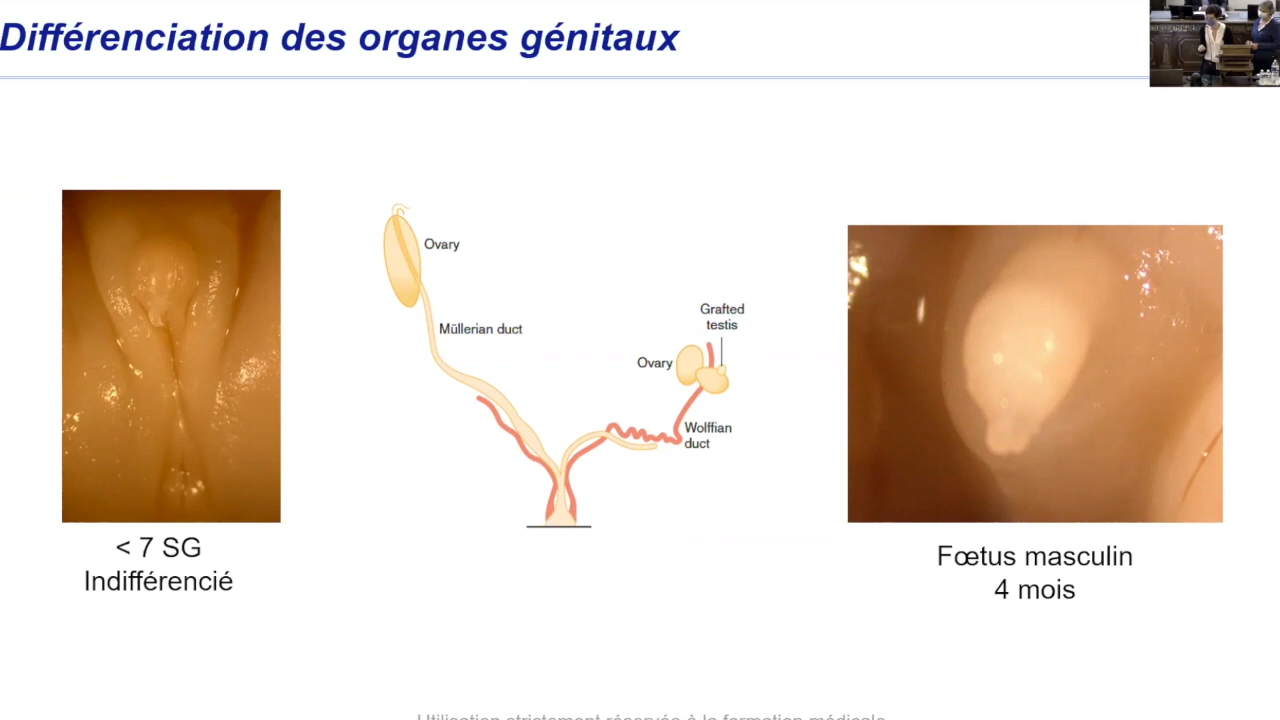 Différenciation des organes génitaux
Ovary
Müllerian duct
Grafted
testis
Ovary
Wolffian
duct
< 7 SG
Indifférencié
Fœtus masculin
4 mois
Utilisation strictement réservée à la formation médicale